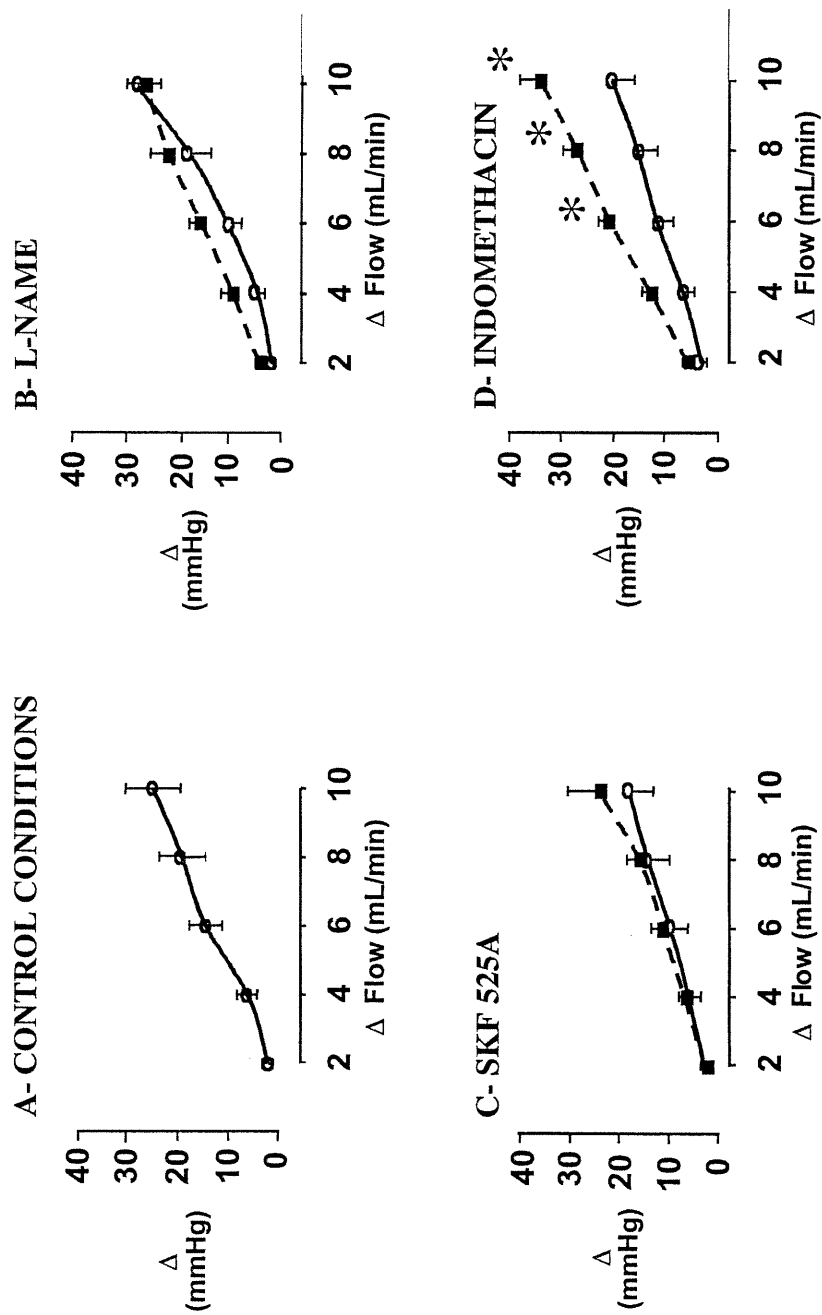 A- CONTROL CONDITIONS
Δ
(mmHg)
40
30
20
10
0
2 4 6 8 10
Δ Flow (mL/min)
B- L-NAME
Δ
(mmHg)
40
30
20
10
0
2 4 6 8 10
Δ Flow (mL/min)
C- SKF 525A
Δ
(mmHg)
40
30
20
10
0
2 4 6 8 10
Δ Flow (mL/min)
D- INDOMETHACIN
Δ
(mmHg)
40
30
20
10
0
* * *
2 4 6 8 10
Δ Flow (mL/min)